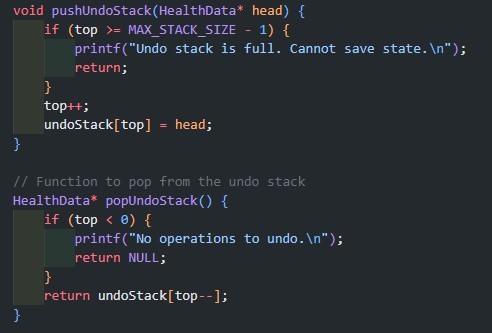 void pushUndoStack(HealthData* head) {
    if (top >= MAX_STACK_SIZE - 1) {
        printf("Undo stack is full. Cannot save state.\n");
        return;
    }
    top++;
    undoStack[top] = head;
}

// Function to pop from the undo stack
HealthData* popUndoStack() {
    if (top < 0) {
        printf("No operations to undo.\n");
        return NULL;
    }
    return undoStack[top--];
}